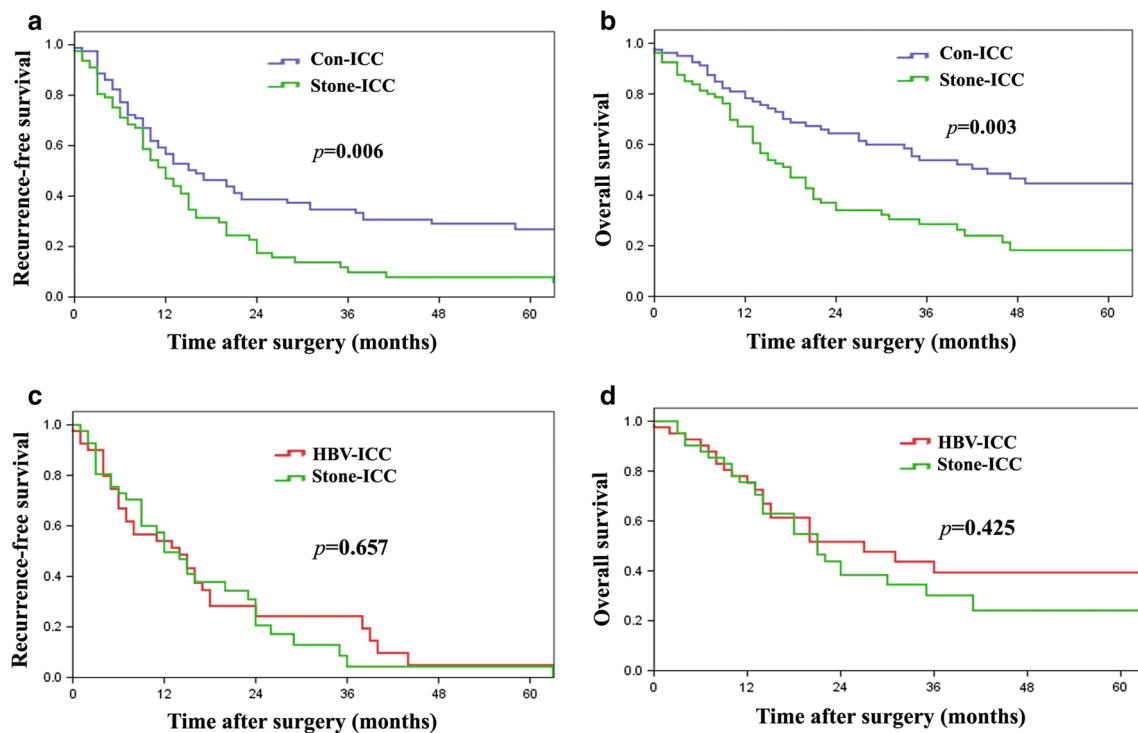 a
Recurrence-free survival
1.0
0.8
0.6
0.4
0.2
0.0
Con-ICC
Stone-ICC
p=0.006
0 12 24 36 48 60
Time after surgery (months)
b
Overall survival
1.0
0.8
0.6
0.4
0.2
0.0
Con-ICC
Stone-ICC
p=0.003
0 12 24 36 48 60
Time after surgery (months)
c
Recurrence-free survival
1.0
0.8
0.6
0.4
0.2
0.0
HBV-ICC
Stone-ICC
p=0.657
0 12 24 36 48 60
Time after surgery (months)
d
Overall survival
1.0
0.8
0.6
0.4
0.2
0.0
HBV-ICC
Stone-ICC
p=0.425
0 12 24 36 48 60
Time after surgery (months)